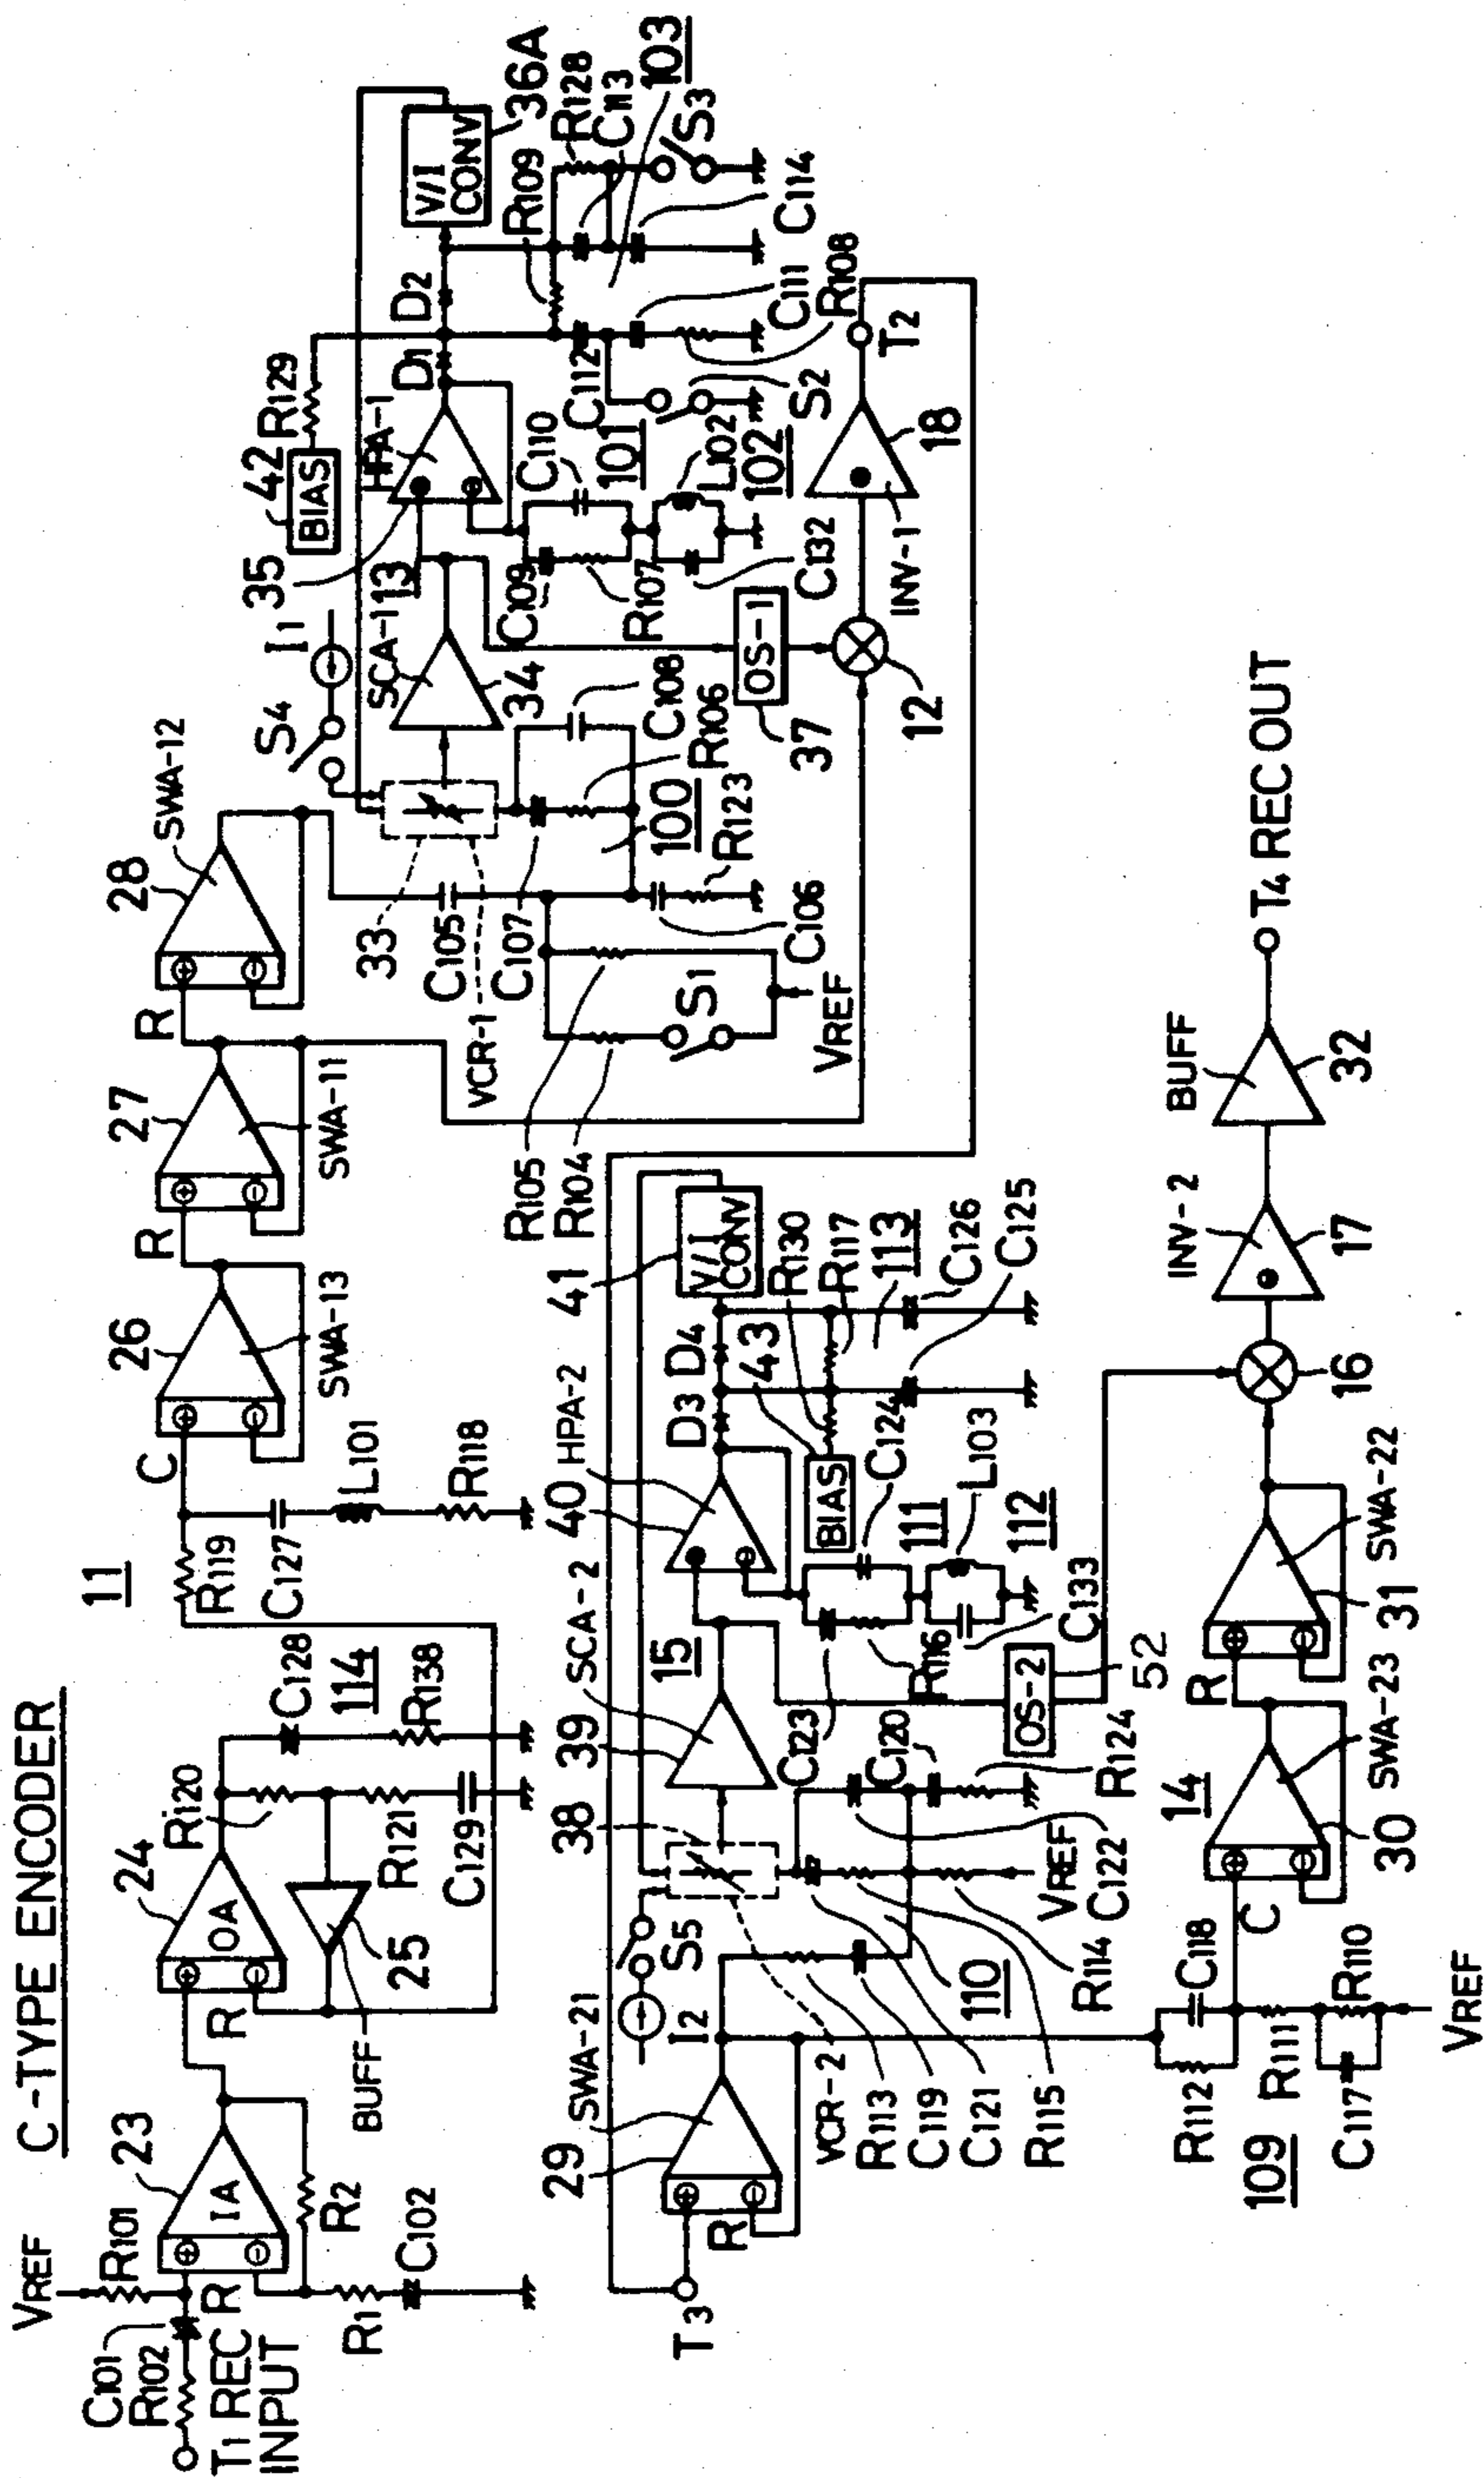 C-TYPE ENCODER
VREF
R101
C101
R102
T1 REC
INPUT
R
23
IA
R2
R1
C102
24
OA
R
R120
C128
114
R138
R121
C129
25
BUFF
11
R119
C127
L101
R118
C
26
SWA-13
R
27
SWA-11
R
28
SWA-12
S4
I1
42
BIAS
R129
35
HPA-1
13
SCA-1
34
33
VCR-1
C105
C107
100
C108
R106
R123
C106
S1
VREF
R105
R104
D1
D2
V/I
CONV
36A
R109
R128
C113
103
S3
C114
C111
R108
C112
S2
C110
101
C109
R107
L102
102
C132
37
OS-1
12
INV-1
18
T2
T3
29
SWA-21
R
I2
S5
38
VCR-2
R113
C119
C121
R115
110
R114
VREF
C122
39
SCA-2
15
40
HPA-2
D3
D4
41
V/I
CONV
43
BIAS
R130
R117
113
C126
C125
C124
111
L103
112
C123
R116
C133
C120
R124
OS-2
52
109
R112
C118
R111
C117
R110
VREF
C
14
30
SWA-23
R
31
SWA-22
16
INV-2
17
BUFF
32
T4 REC OUT